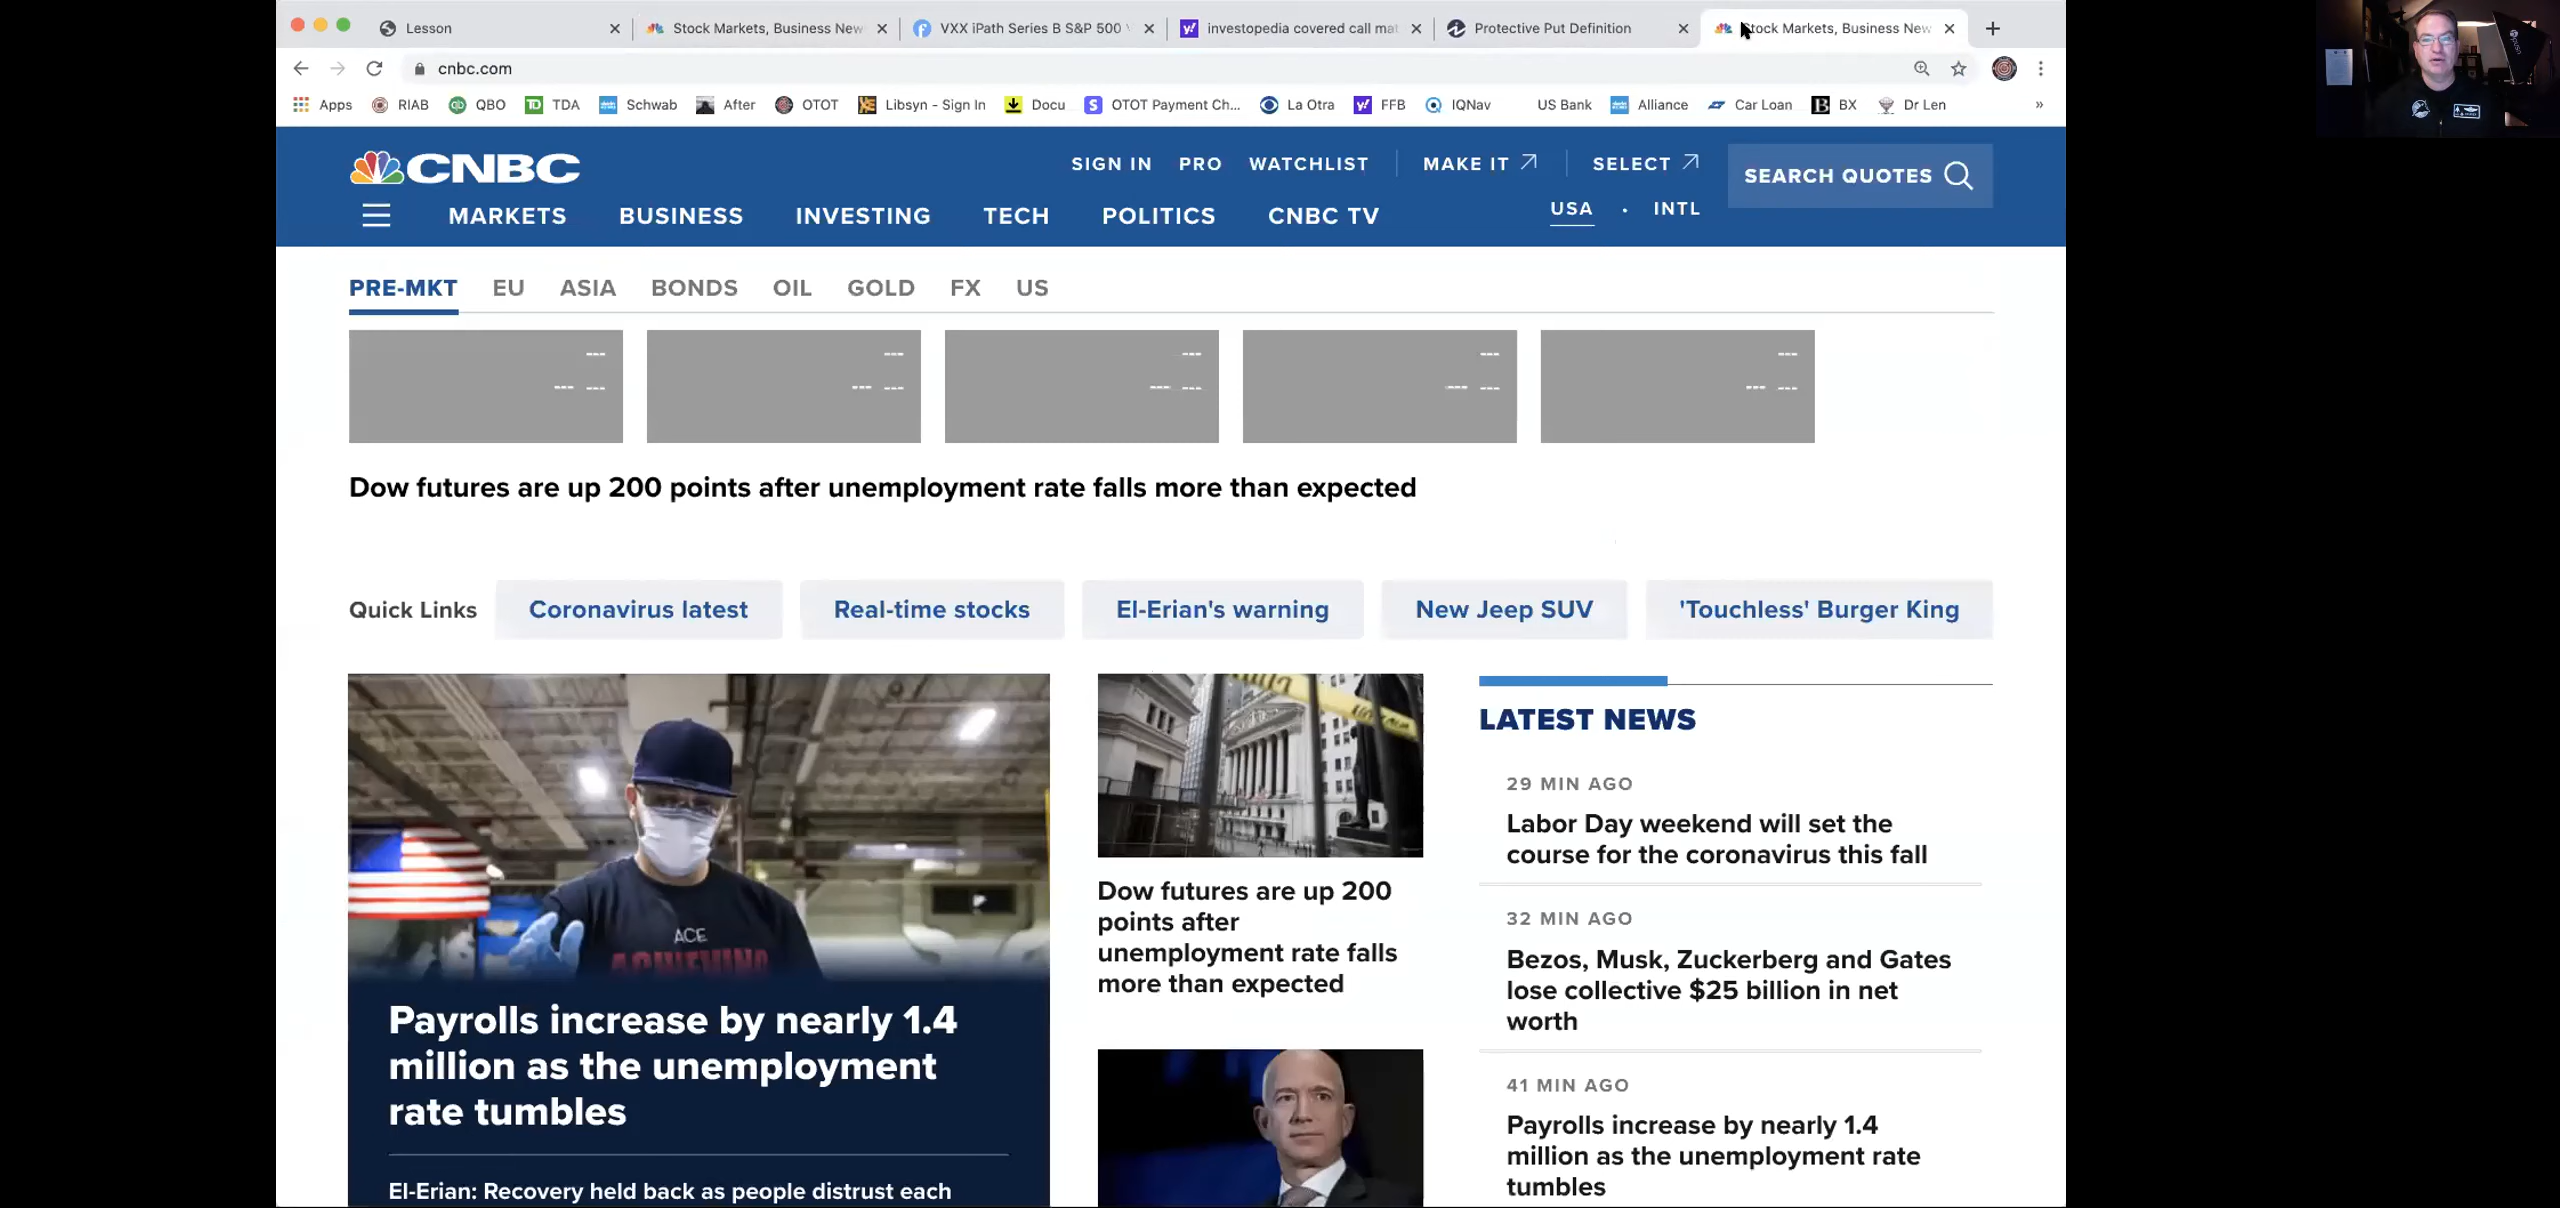 Lesson
Stock Markets, Business New
VXX iPath Series B S&P 500
investopedia covered call ma
Protective Put Definition
Stock Markets, Business New
cnbc.com
Apps RIAB QBO TDA Schwab After OTOT Libsyn - Sign In Docu OTOT Payment Ch... La Otra FFB IQNav US Bank Alliance Car Loan BX Dr Len »
CNBC
SIGN IN PRO WATCHLIST MAKE IT SELECT
SEARCH QUOTES
MARKETS BUSINESS INVESTING TECH POLITICS CNBC TV
USA · INTL
PRE-MKT EU ASIA BONDS OIL GOLD FX US
--- --- --- --- ---
--- --- --- --- --- --- --- --- --- ---
Dow futures are up 200 points after unemployment rate falls more than expected
Quick Links Coronavirus latest Real-time stocks El-Erian's warning New Jeep SUV 'Touchless' Burger King
ACE
Payrolls increase by nearly 1.4
million as the unemployment
rate tumbles
El-Erian: Recovery held back as people distrust each
Dow futures are up 200
points after
unemployment rate falls
more than expected
LATEST NEWS
29 MIN AGO
Labor Day weekend will set the
course for the coronavirus this fall
32 MIN AGO
Bezos, Musk, Zuckerberg and Gates
lose collective $25 billion in net
worth
41 MIN AGO
Payrolls increase by nearly 1.4
million as the unemployment rate
tumbles